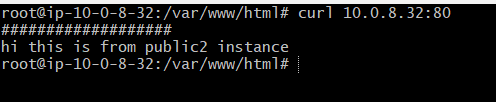 root@ip-10-0-8-32:/var/www/html# curl 10.0.8.32:80
###################
hi this is from public2 instance
root@ip-10-0-8-32:/var/www/html#